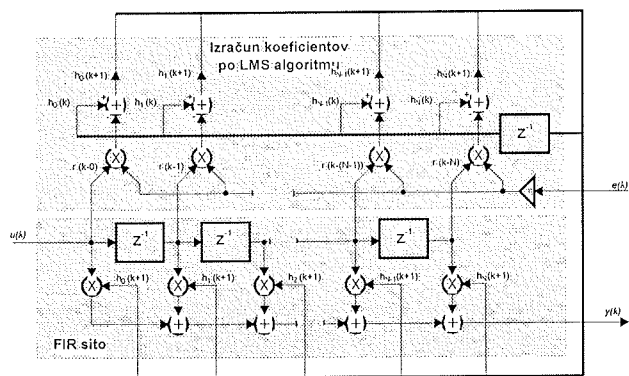 Izračun koeficientov
po LMS algoritmu
h0(k+1) h1(k+1) hN-1(k+1) hN(k+1)
h0(k) h1(k) hN-1(k) hN(k)
(+) (+) (+) (+)
z-1
r(k-0) r(k-1) r(k-(N-1)) r(k-N)
e(k)
u(k)
z-1 z-1 z-1
h0(k+1) h1(k+1) h2(k+1) hN-1(k+1) hN(k+1)
(+) (+) (+) (+)
y(k)
FIR sito